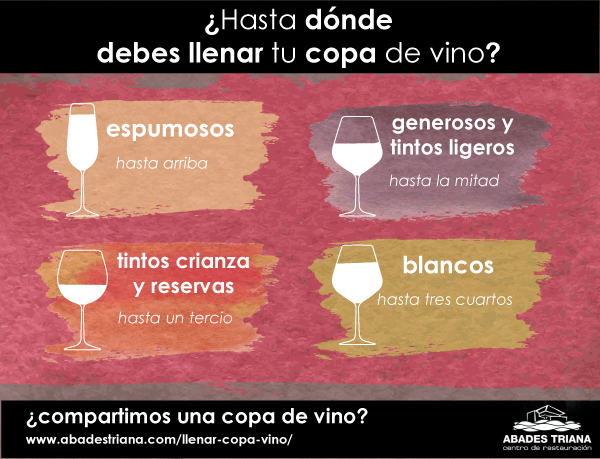 ¿Hasta dónde
debes llenar tu copa de vino?
espumosos
hasta arriba
generosos y
tintos ligeros
hasta la mitad
tintos crianza
y reservas
hasta un tercio
blancos
hasta tres cuartos
¿compartimos una copa de vino?
www.abadestriana.com/llenar-copa-vino/
ABADES TRIANA
centro de restauración